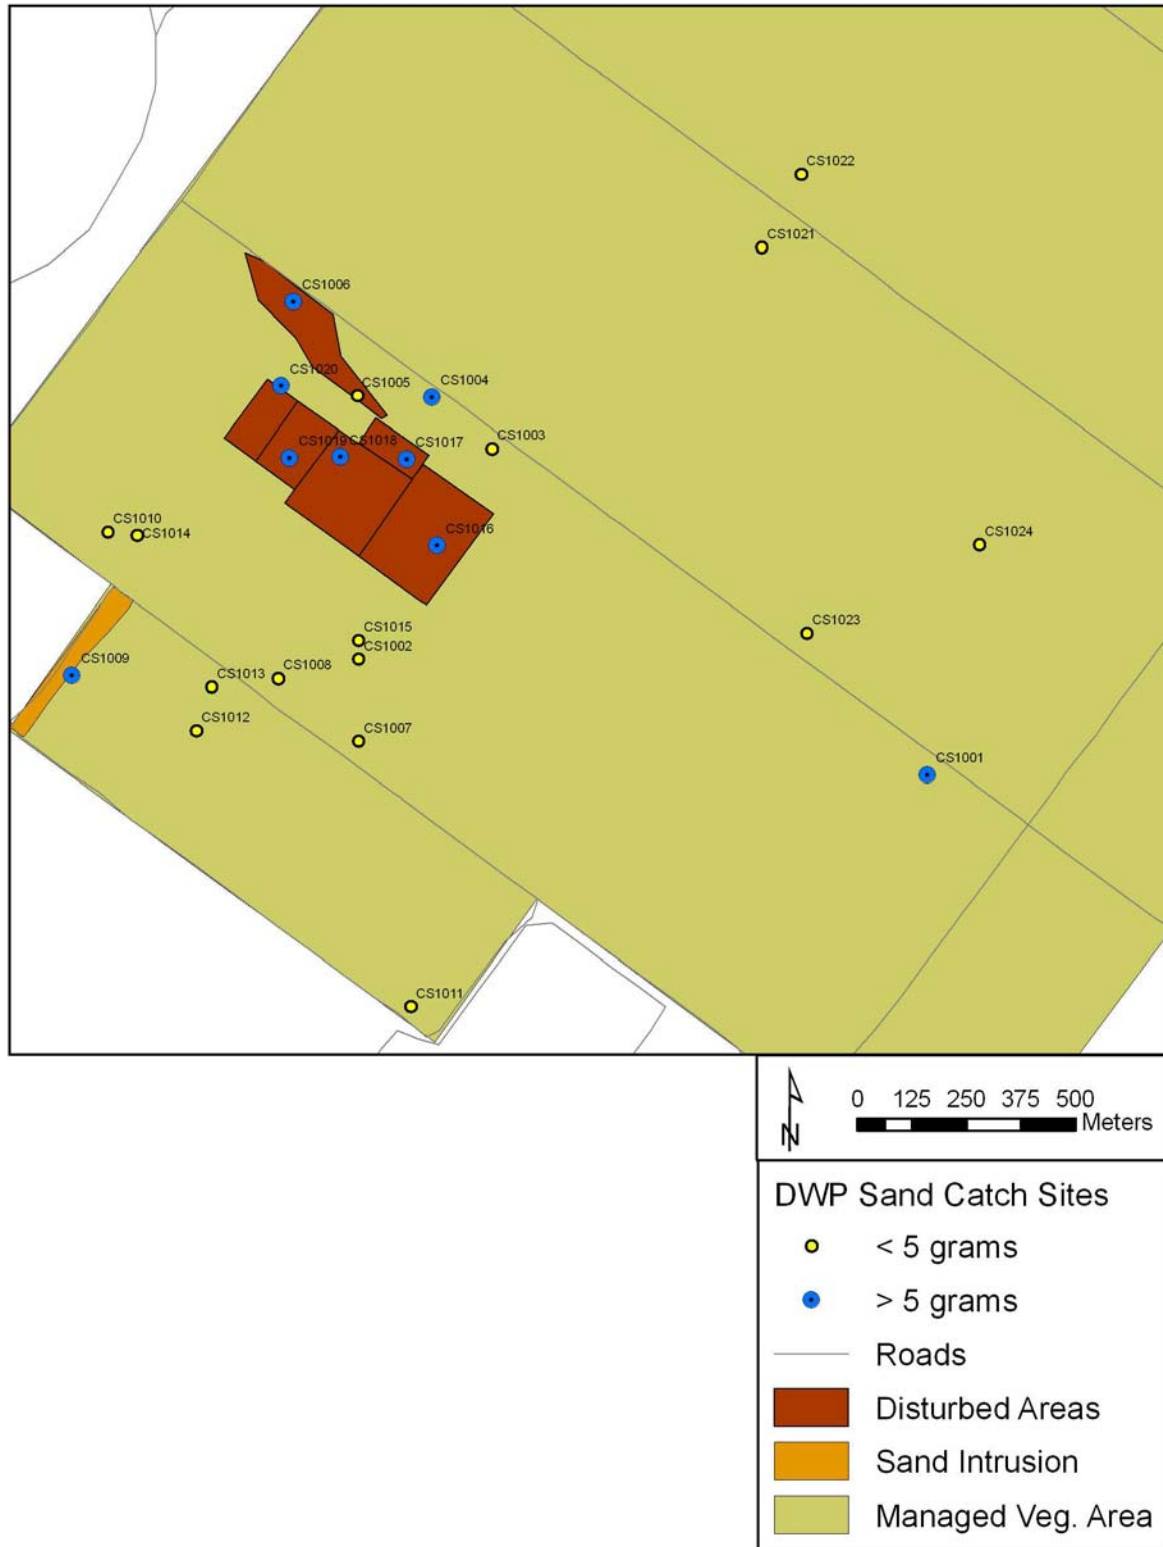 CS1022
CS1021
CS1006
CS1020
CS1005
CS1004
CS1003
CS1019
CS1018
CS1017
CS1010
CS1014
CS1016
CS1024
CS1015
CS1002
CS1023
CS1009
CS1013
CS1008
CS1012
CS1007
CS1001
CS1011
N
0 125 250 375 500
Meters
DWP Sand Catch Sites
< 5 grams
> 5 grams
Roads
Disturbed Areas
Sand Intrusion
Managed Veg. Area